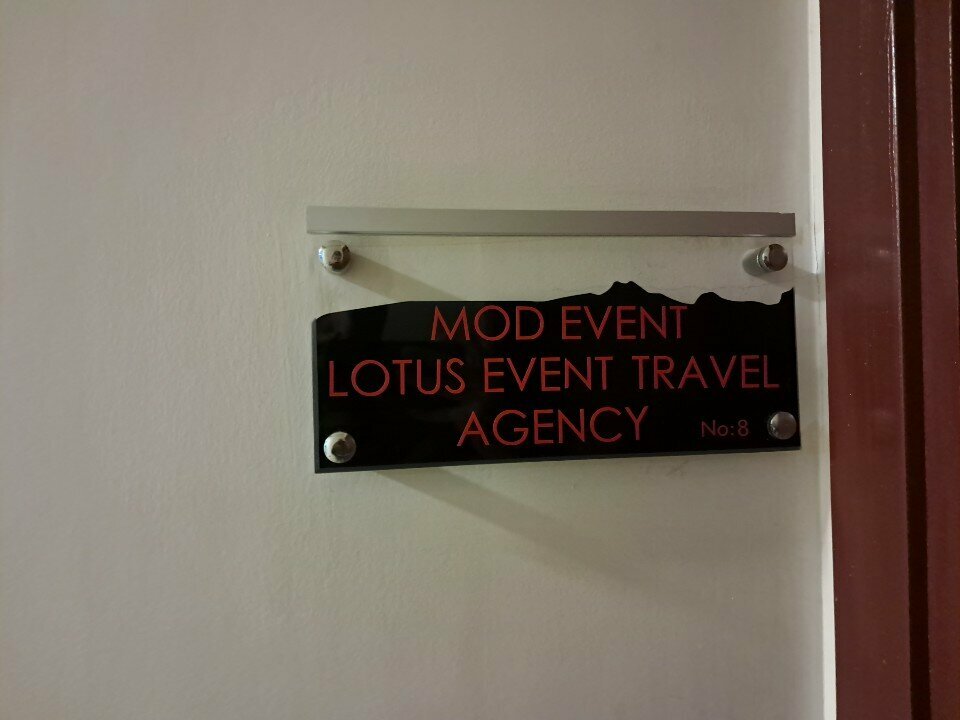 MOD EVENT
LOTUS EVENT TRAVEL
AGENCY No:8